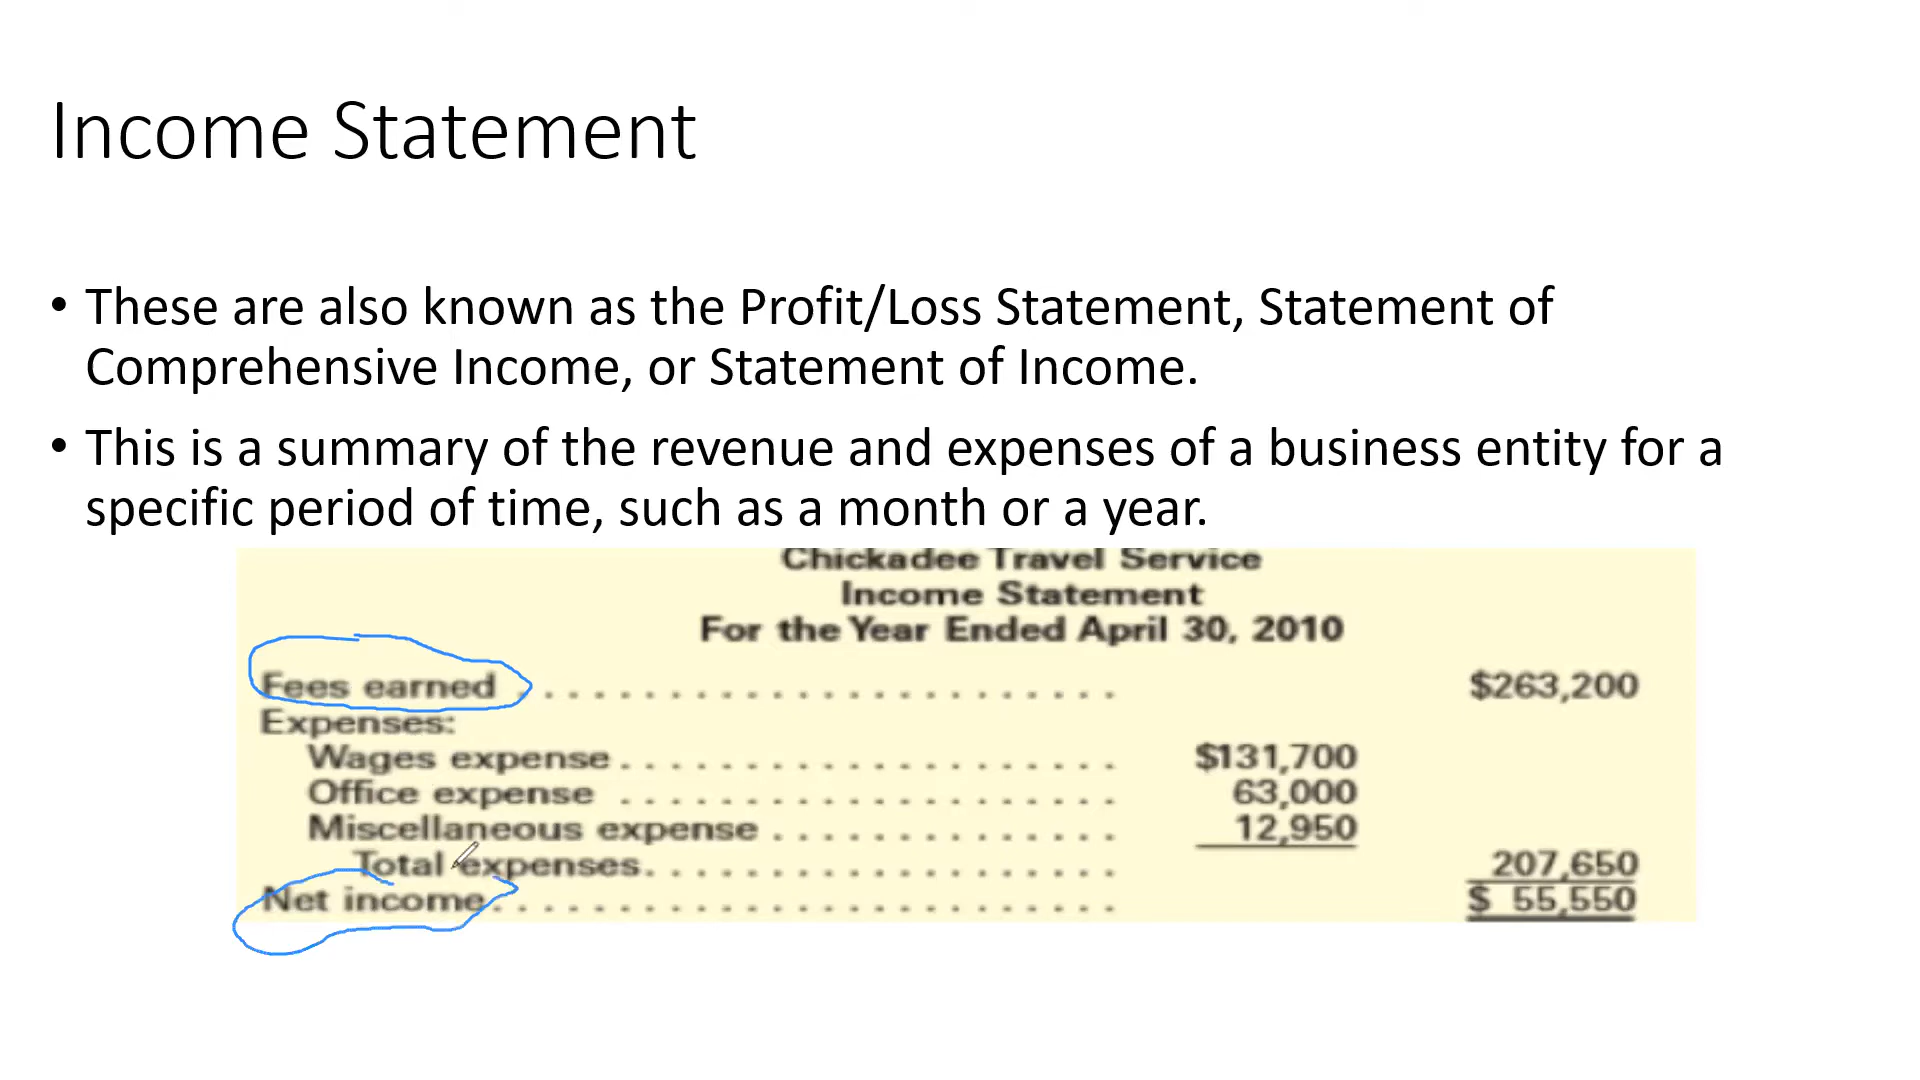 Income Statement
• These are also known as the Profit/Loss Statement, Statement of
Comprehensive Income, or Statement of Income.
• This is a summary of the revenue and expenses of a business entity for a
specific period of time, such as a month or a year.
Chickadee Travel Service
Income Statement
For the Year Ended April 30, 2010
Fees earned . . . . . . . . . . . . . . . . . . . . . . . . $263,200
Expenses:
Wages expense . . . . . . . . . . . . . . . . . . . . $131,700
Office expense . . . . . . . . . . . . . . . . . . . . 63,000
Miscellaneous expense . . . . . . . . . . . . . . 12,950
Total expenses . . . . . . . . . . . . . . . . . . . 207,650
Net income . . . . . . . . . . . . . . . . . . . . . . . . . $ 55,550